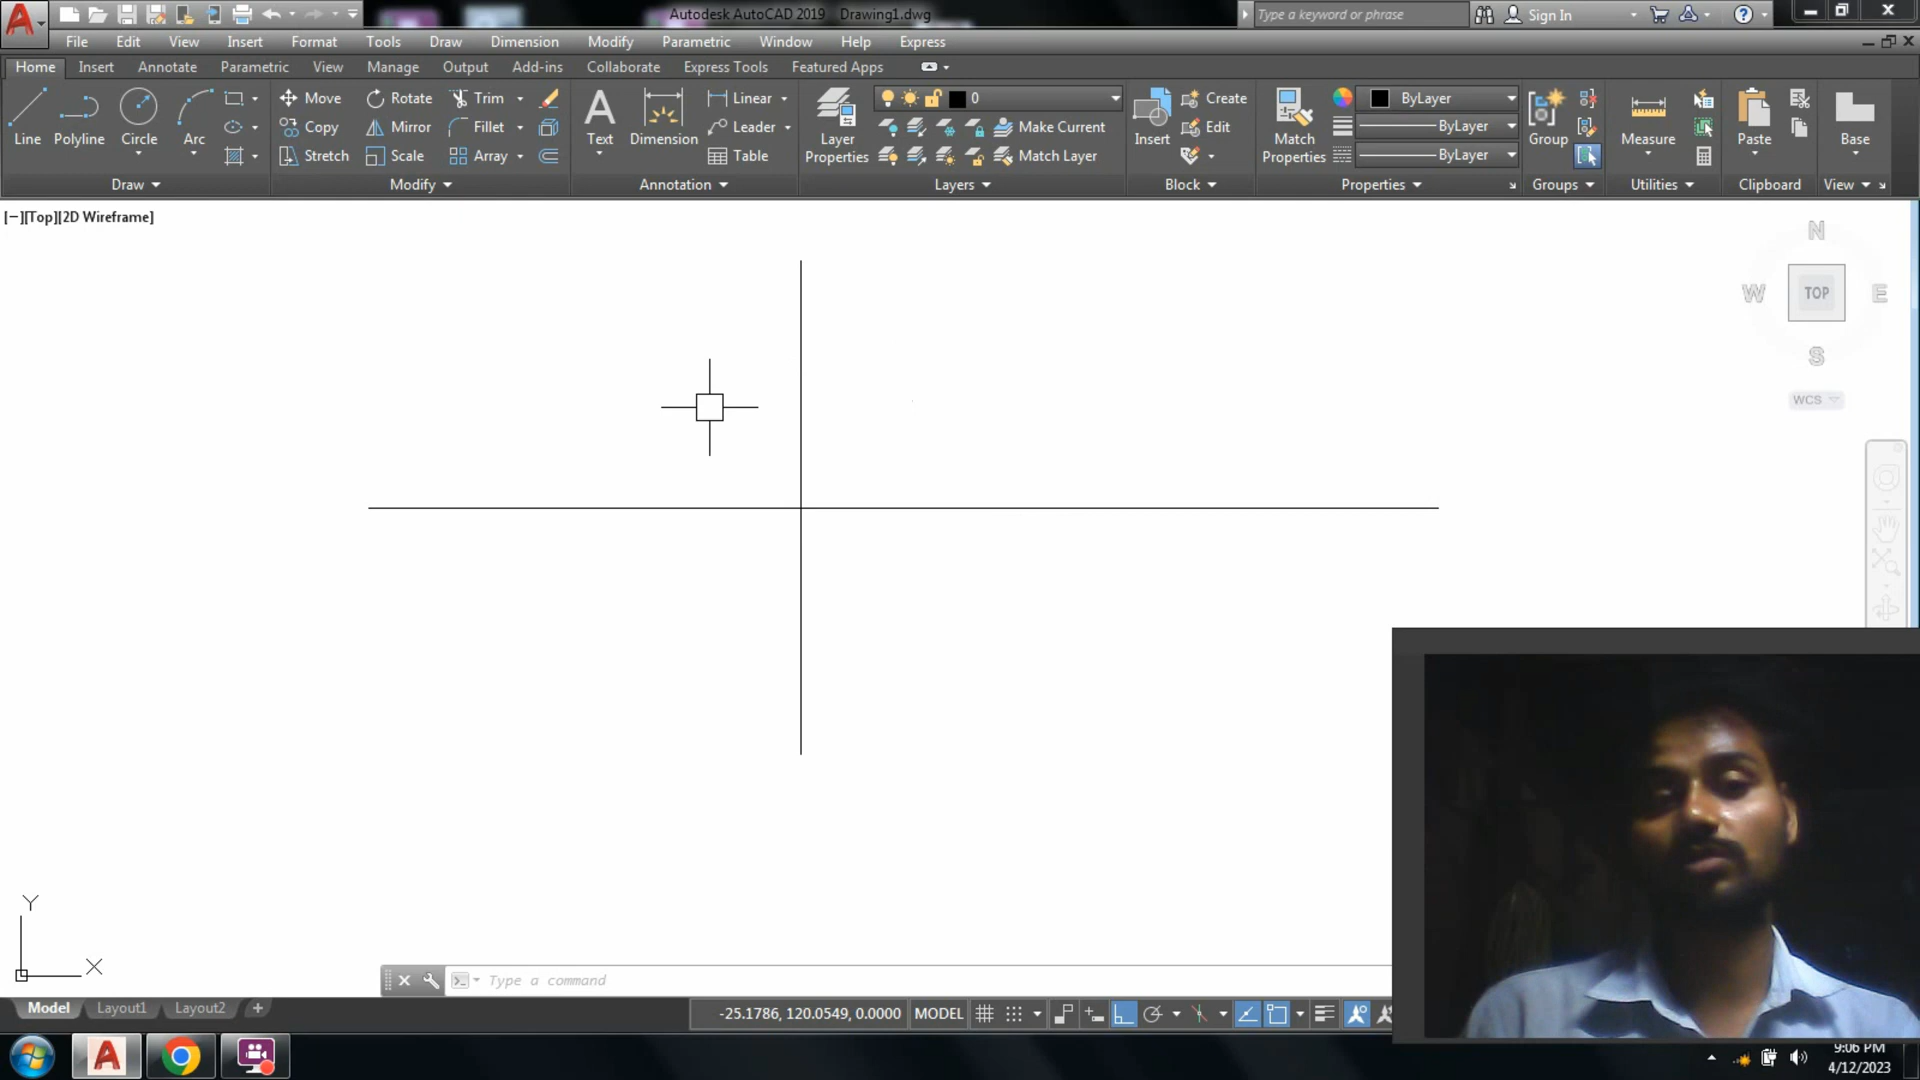 Autodesk AutoCAD 2019 Drawing1.dwg
Type a keyword or phrase
Sign In
File Edit View Insert Format Tools Draw Dimension Modify Parametric Window Help Express
Home Insert Annotate Parametric View Manage Output Add-ins Collaborate Express Tools Featured Apps
Line Polyline Circle Arc
Draw
Move Rotate Trim
Copy Mirror Fillet
Stretch Scale Array
Modify
Text Dimension
Linear
Leader
Table
Annotation
Layer
Properties
0
Make Current
Match Layer
Layers
Insert
Create
Edit
Block
Match
Properties
ByLayer
ByLayer
ByLayer
Properties
Group
Groups
Measure
Utilities
Paste
Clipboard
Base
View
[−][Top][2D Wireframe]
N
W TOP E
S
WCS
Y
X
Type a command
Model Layout1 Layout2 +
-25.1786, 120.0549, 0.0000 MODEL
9:06 PM
4/12/2023